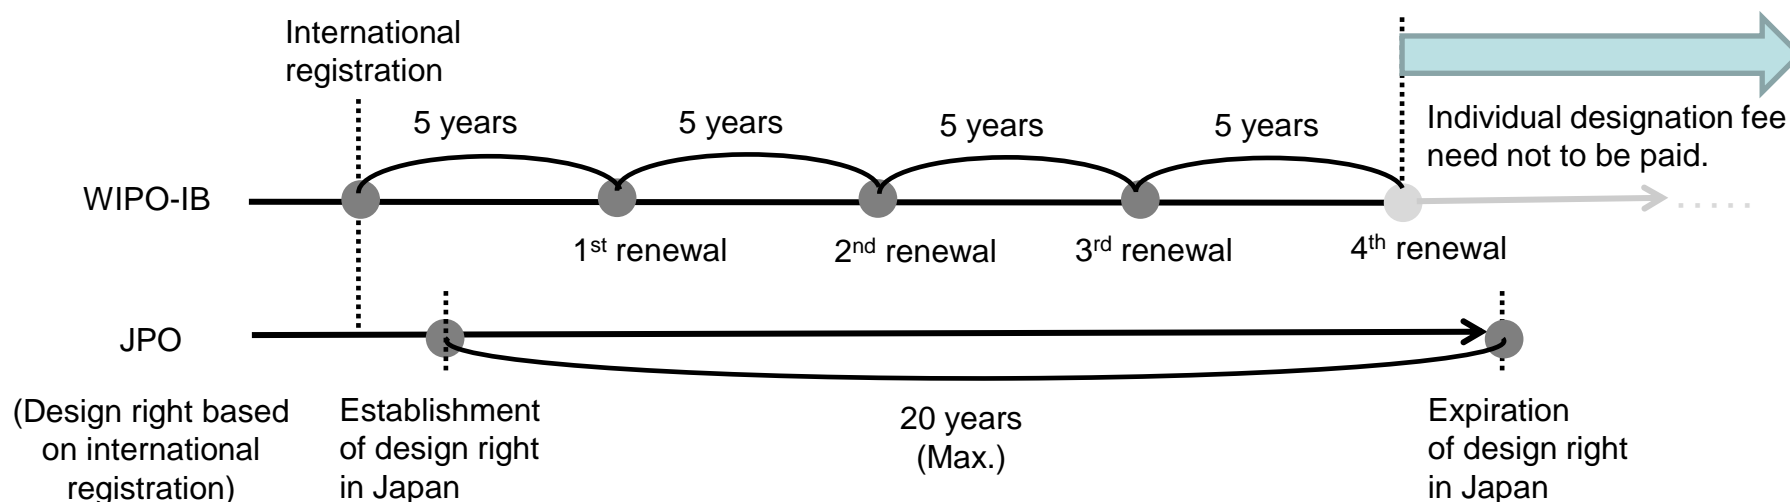 International
registration
5 years
5 years
5 years
5 years
Individual designation fee
need not to be paid.
WIPO-IB
1st renewal
2nd renewal
3rd renewal
4th renewal
JPO
(Design right based
on international
registration)
Establishment
of design right
in Japan
20 years
(Max.)
Expiration
of design right
in Japan